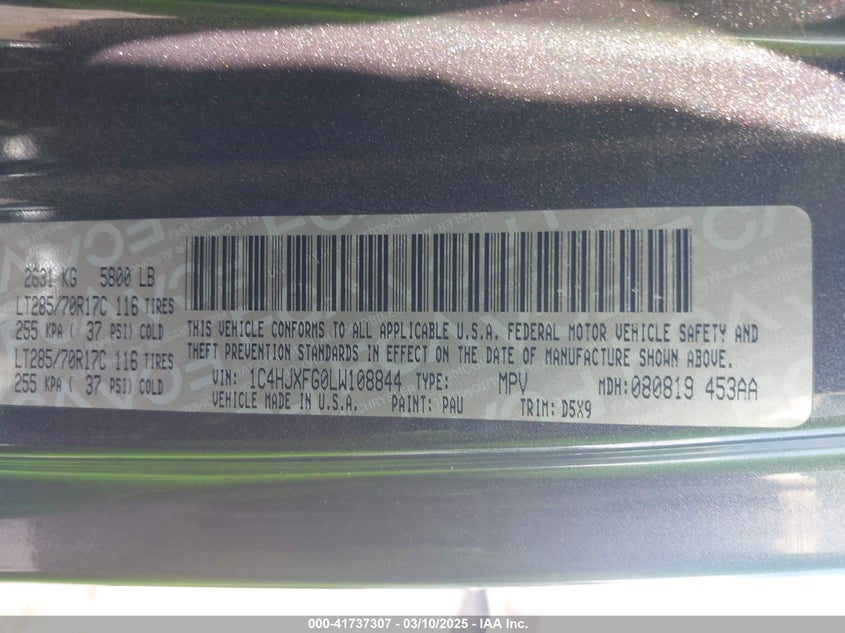 2631 KG 5800 LB
LT285/70R17C 116 TIRES
255 KPA ( 37 PSI) COLD
LT285/70R17C 116 TIRES
255 KPA ( 37 PSI) COLD
THIS VEHICLE CONFORMS TO ALL APPLICABLE U.S.A. FEDERAL MOTOR VEHICLE SAFETY AND
THEFT PREVENTION STANDARDS IN EFFECT ON THE DATE OF MANUFACTURE SHOWN ABOVE.
VIN: 1C4HJXFG0LW108844 TYPE: MPV MDH: 080819 453AA
VEHICLE MADE IN U.S.A. PAINT: PAU TRIM: D5X9
000-41737307 — 03/10/2025 — IAA Inc.